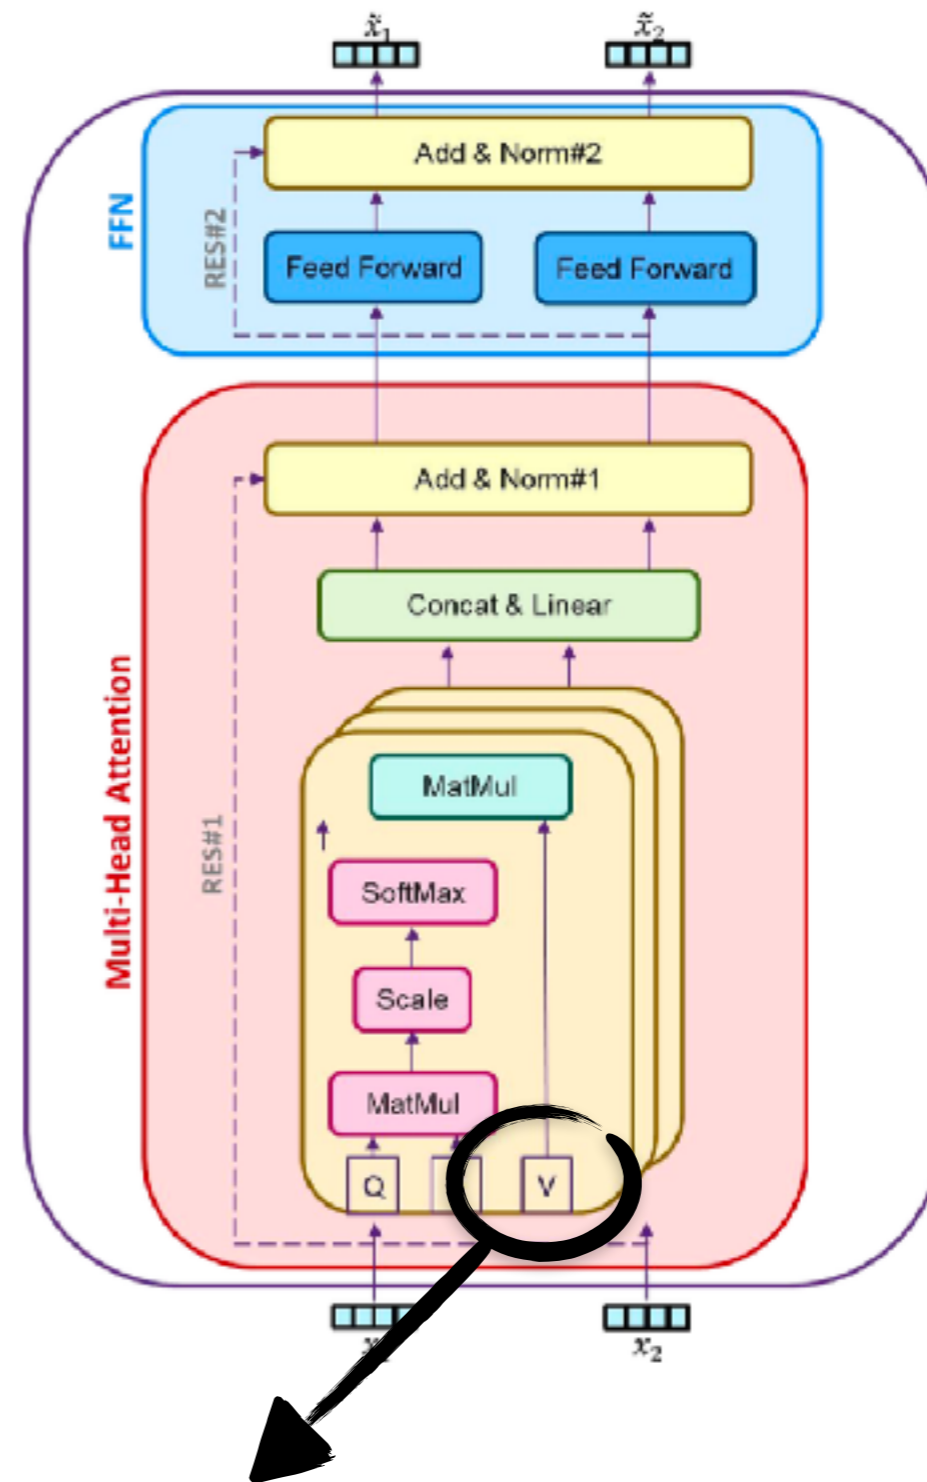 x̃₁ x̃₂
Add & Norm#2
FFN
RES#2
Feed Forward Feed Forward
Add & Norm#1
Concat & Linear
Multi-Head Attention
MatMul
RES#1
SoftMax
Scale
MatMul
Q V
x₂